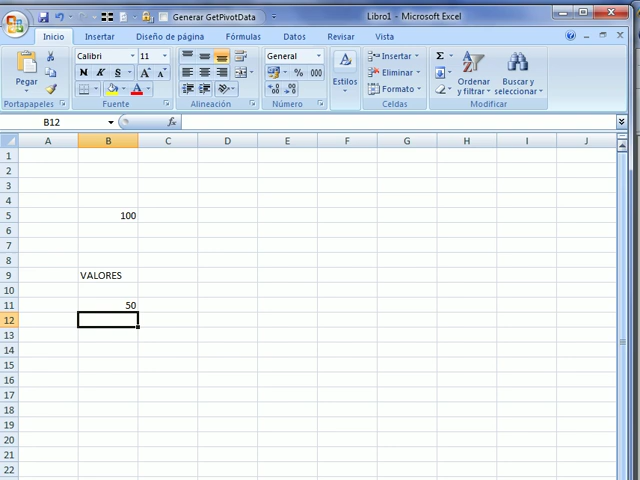 Generar GetPivotData
Libro1 - Microsoft Excel
Inicio Insertar Diseño de página Fórmulas Datos Revisar Vista
Pegar
Portapapeles
Calibri 11
N K S A A
A
Fuente
Alineación
General
% 000
Número
Estilos
Insertar
Eliminar
Formato
Celdas
Σ
Ordenar y filtrar
Buscar y seleccionar
Modificar
B12 fx
A B C D E F G H I J
1
2
3
4
5 100
6
7
8
9 VALORES
10
11 50
12
13
14
15
16
17
18
19
20
21
22